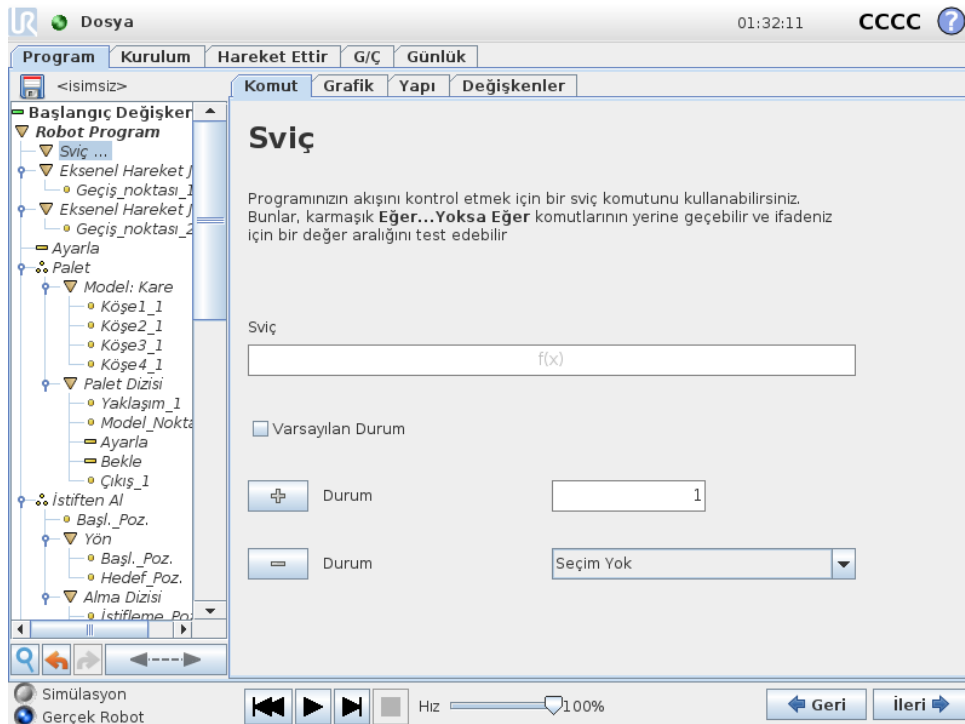 UR
Dosya
01:32:11
CCCC
?
Program
Kurulum
Hareket Ettir
G/Ç
Günlük
<isimsiz>
Komut
Grafik
Yapı
Değişkenler
Başlangıç Değişker
Robot Program
Sviç ...
Eksenel Hareket J
Geçiş_noktası_1
Eksenel Hareket J
Geçiş_noktası_2
Ayarla
Palet
Model: Kare
Köşe1_1
Köşe2_1
Köşe3_1
Köşe4_1
Palet Dizisi
Yaklaşım_1
Model_Nokta
Ayarla
Bekle
Çıkış_1
İstiften Al
Başl._Poz.
Yön
Başl._Poz.
Hedef_Poz.
Alma Dizisi
İstifleme_Poz
Sviç
Programınızın akışını kontrol etmek için bir sviç komutunu kullanabilirsiniz.
Bunlar, karmaşık Eğer...Yoksa Eğer komutlarının yerine geçebilir ve ifadeniz
için bir değer aralığını test edebilir
Sviç
f(x)
Varsayılan Durum
Durum
1
Durum
Seçim Yok
Simülasyon
Gerçek Robot
Hız
100%
Geri
İleri